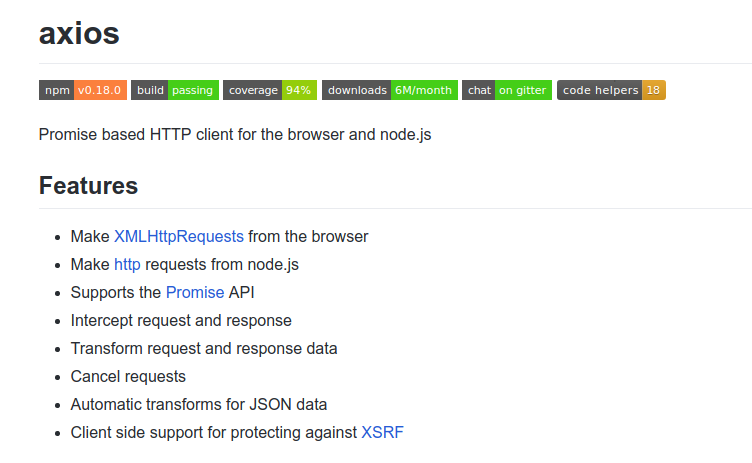 axios
npm v0.18.0 build passing coverage 94% downloads 6M/month chat on gitter code helpers 18
Promise based HTTP client for the browser and node.js
Features
Make XMLHttpRequests from the browser
Make http requests from node.js
Supports the Promise API
Intercept request and response
Transform request and response data
Cancel requests
Automatic transforms for JSON data
Client side support for protecting against XSRF